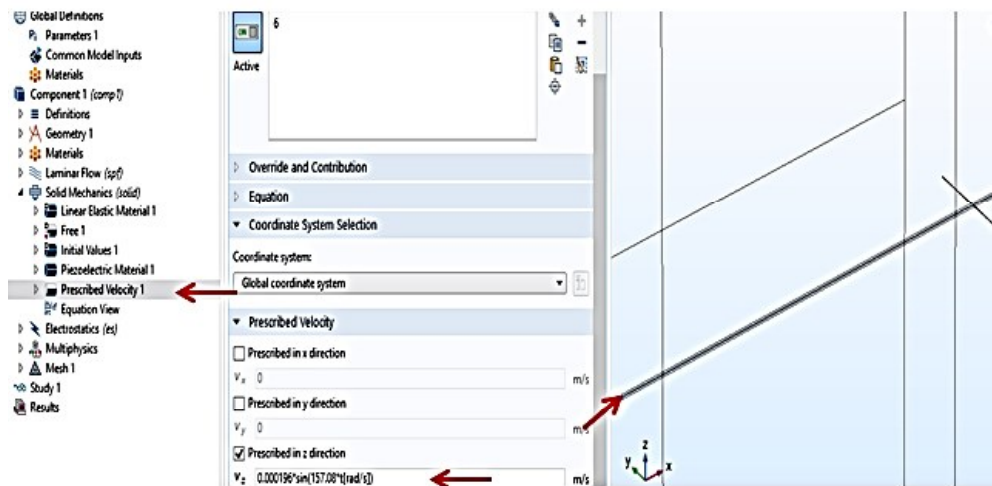 Global Definitions
Pi Parameters 1
Common Model Inputs
Materials
Component 1 (comp1)
Definitions
Geometry 1
Materials
Laminar Flow (spf)
Solid Mechanics (solid)
Linear Elastic Material 1
Free 1
Initial Values 1
Piezoelectric Material 1
Prescribed Velocity 1
Equation View
Electrostatics (es)
Multiphysics
Mesh 1
Study 1
Results
6
ON
Active
Override and Contribution
Equation
Coordinate System Selection
Coordinate system:
Global coordinate system
Prescribed Velocity
Prescribed in x direction
vx 0 m/s
Prescribed in y direction
vy 0 m/s
Prescribed in z direction
vz 0.000196*sin(157.08*t[rad/s]) m/s
z
y
x